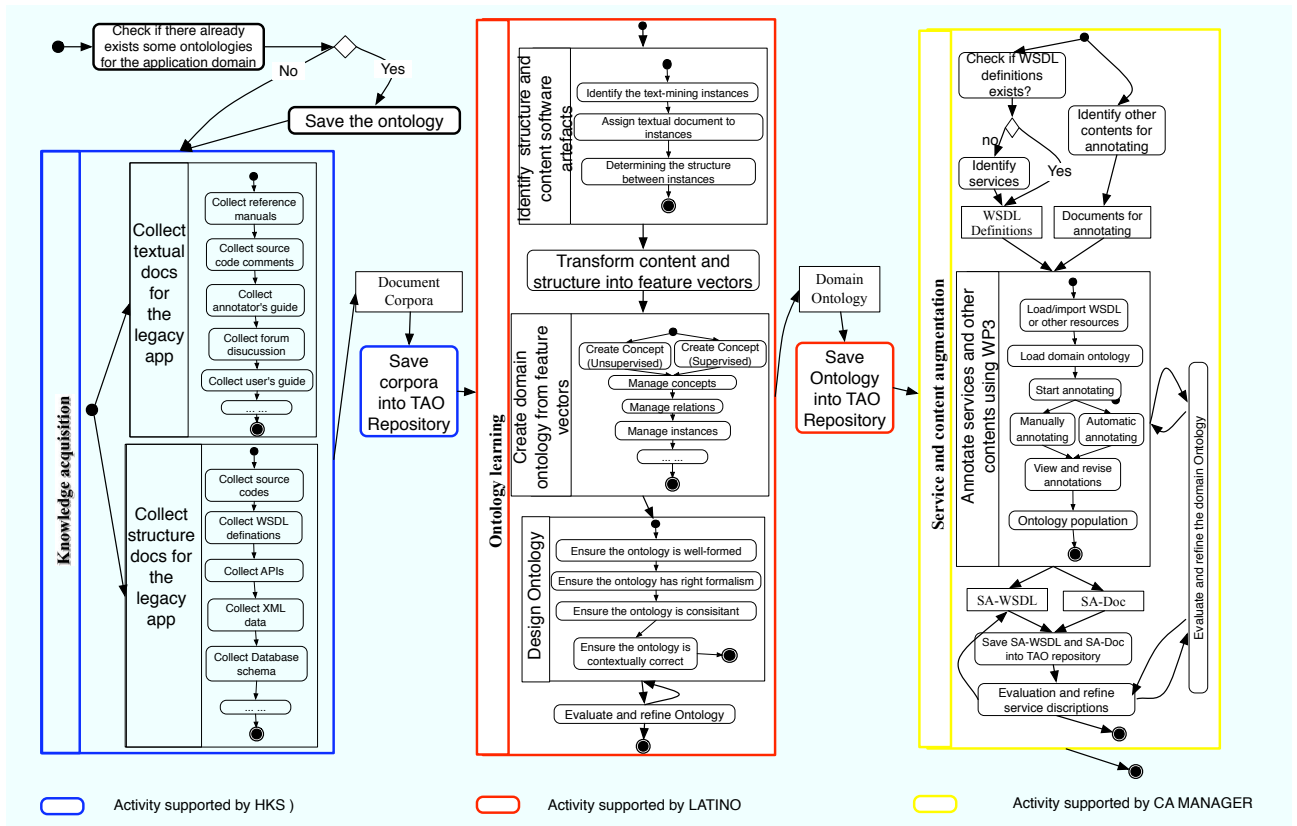 Check if there already
exists some ontolologies
for the application domain
No
Yes
Save the ontology
Knowledge acquisition
Collect
textual
docs
for
the
legacy
app
Collect reference
manuals
Collect source
code comments
Collect
annotator's guide
Collect forum
disucussion
Collect user's guide
... ...
Collect
structure
docs for
the
legacy
app
Collect source
codes
Collect WSDL
definations
Collect APIs
Collect XML
data
Collect Database
schema
... ...
Document
Corpora
Save
corpora
into TAO
Repository
Ontology learning
Identify structure and
content software
artefacts
Identify the text-mining instances
Assign textual document to
instances
Determining the structure
between instances
Transform content and
structure into feature vectors
Create domain
ontology from feature
vectors
Create Concept
(Unsupervised)
Create Concept
(Supervised)
Manage concepts
Manage relations
Manage instances
... ...
Design Ontology
Ensure the ontology is well-formed
Ensure the ontology has right formalism
Ensure the ontology is consisitant
Ensure the ontology is
contextually correct
Evaluate and refine Ontology
Domain
Ontology
Save
Ontology
into TAO
Repository
Service and content augmentation
Check if WSDL
definitions
exists?
no
Yes
Identify
services
Identify other
contents for
annotating
WSDL
Definitions
Documents for
annotating
Annotate services and other
contents using WP3
Load/import WSDL
or other resources
Load domain ontology
Start annotating
Manually
annotating
Automatic
annotating
View and revise
annotations
Ontology population
Evaluate and refine the domain Ontology
SA-WSDL
SA-Doc
Save SA-WSDL and SA-Doc
into TAO repository
Evaluation and refine
service discriptions
Activity supported by HKS )
Activity supported by LATINO
Activity supported by CA MANAGER